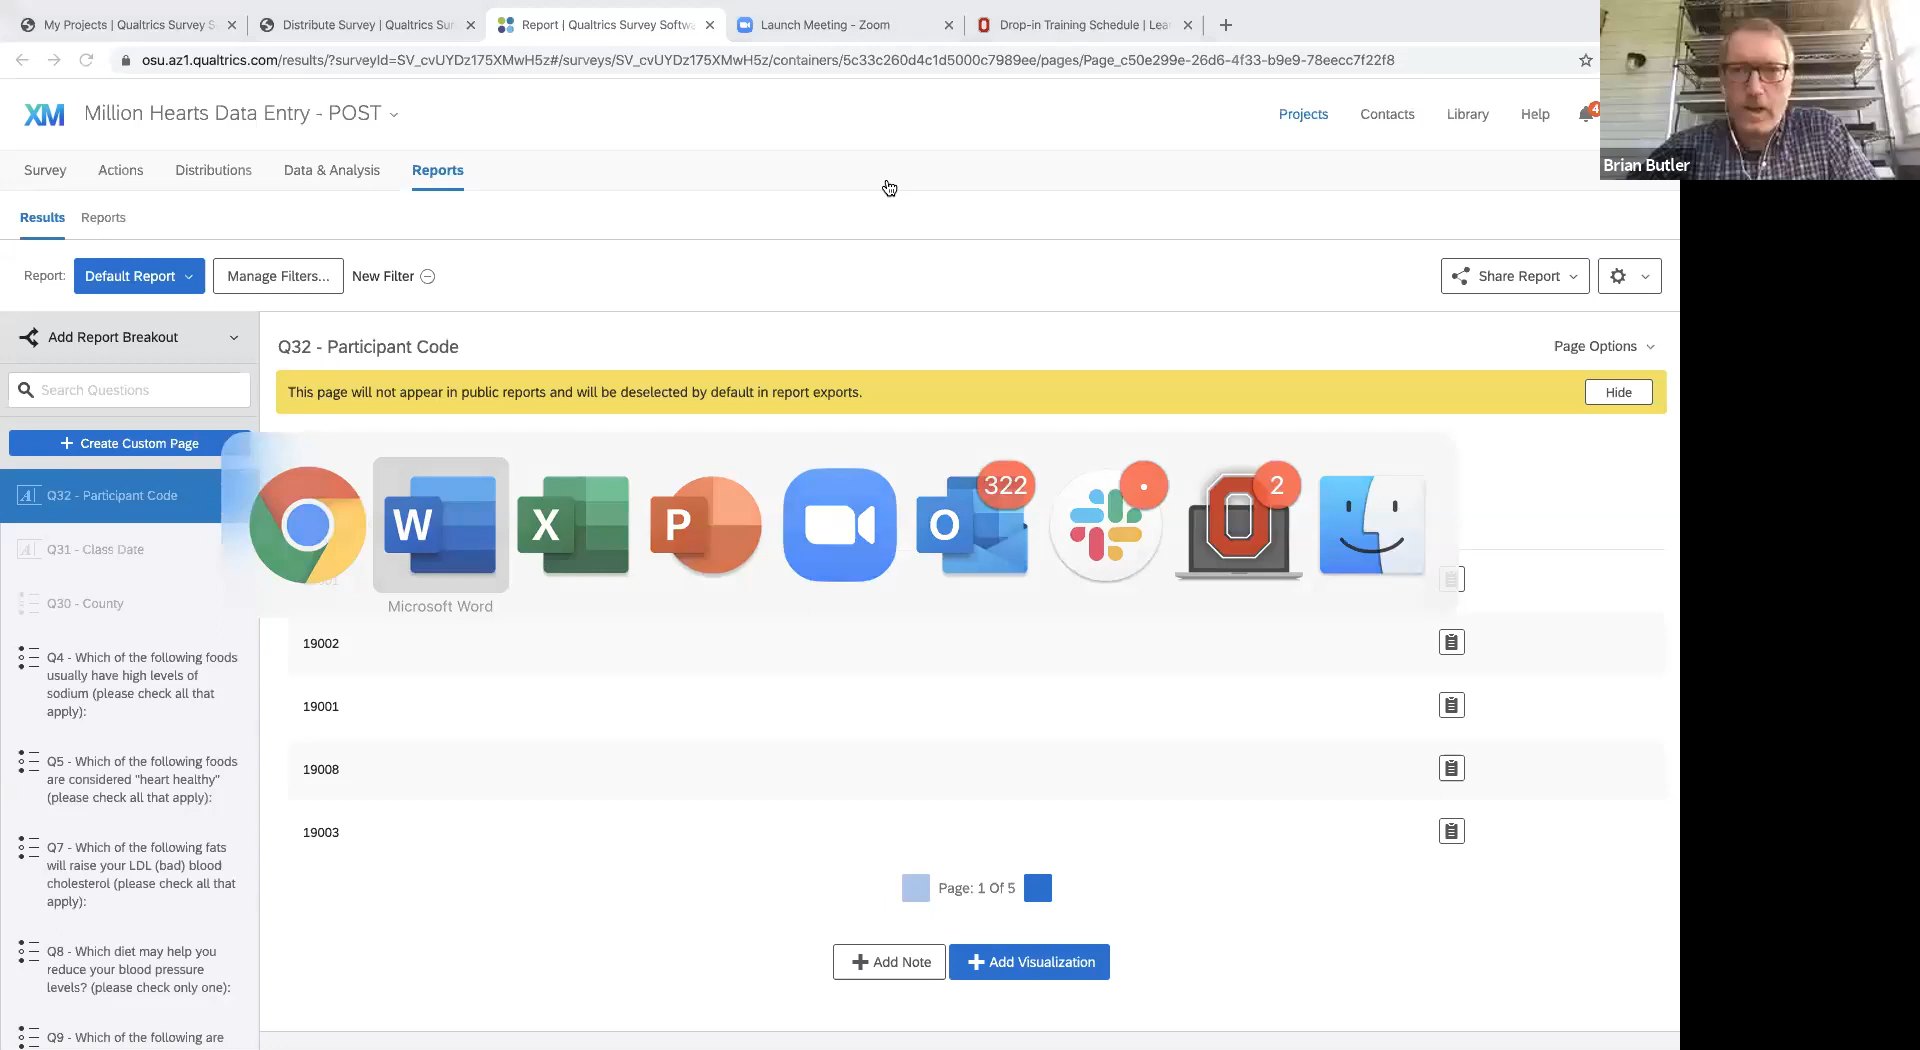 My Projects | Qualtrics Survey S
Distribute Survey | Qualtrics Sur
Report | Qualtrics Survey Softwa
Launch Meeting - Zoom
Drop-in Training Schedule | Lea
osu.az1.qualtrics.com/results/?surveyId=SV_cvUYDz175XMwH5z#/surveys/SV_cvUYDz175XMwH5z/containers/5c33c260d4c1d5000c7989ee/pages/Page_c50e299e-26d6-4f33-b9e9-78eecc7f22f8
XM
Million Hearts Data Entry - POST
Projects
Contacts
Library
Help
4
Brian Butler
Survey
Actions
Distributions
Data & Analysis
Reports
Results
Reports
Report:
Default Report
Manage Filters...
New Filter
Share Report
Add Report Breakout
Search Questions
Create Custom Page
Q32 - Participant Code
Q31 - Class Date
Q30 - County
Q4 - Which of the following foods
usually have high levels of
sodium (please check all that
apply):
Q5 - Which of the following foods
are considered "heart healthy"
(please check all that apply):
Q7 - Which of the following fats
will raise your LDL (bad) blood
cholesterol (please check all that
apply):
Q8 - Which diet may help you
reduce your blood pressure
levels? (please check only one):
Q9 - Which of the following are
Q32 - Participant Code
Page Options
This page will not appear in public reports and will be deselected by default in report exports.
Hide
W
X
P
O
322
2
Microsoft Word
19002
19001
19008
19003
Page: 1 Of 5
Add Note
Add Visualization